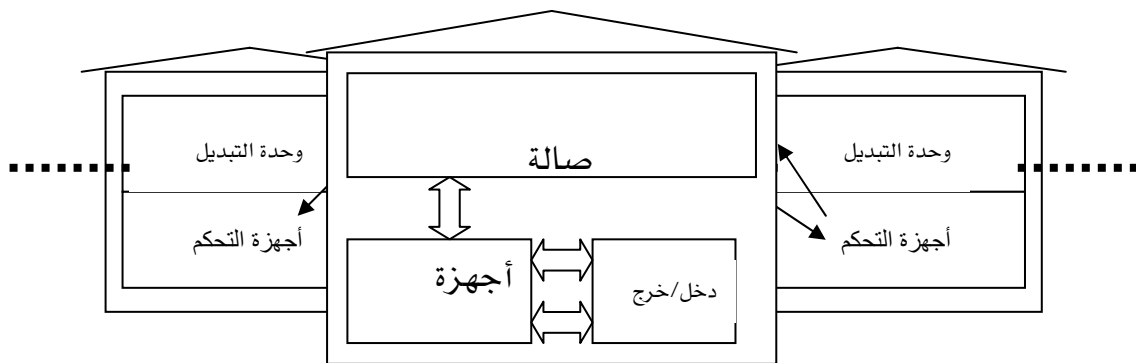 صالة
وحدة التبديل
وحدة التبديل
أجهزة التحكم
أجهزة التحكم
أجهزة
دخل/خرج